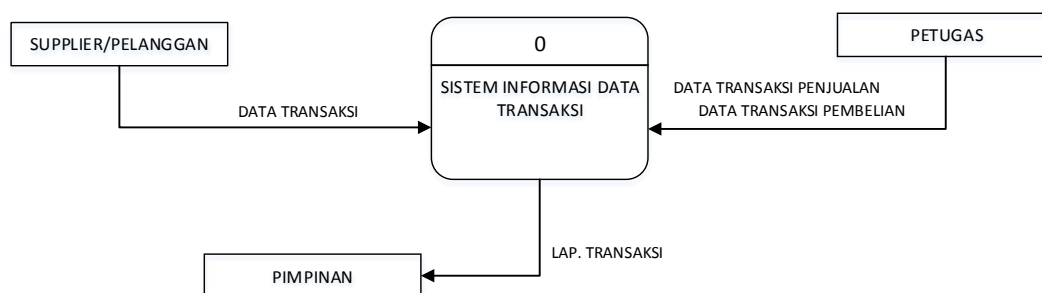 SUPPLIER/PELANGGAN
0
PETUGAS
SISTEM INFORMASI DATA
TRANSAKSI
DATA TRANSAKSI PENJUALAN
DATA TRANSAKSI PEMBELIAN
DATA TRANSAKSI
LAP. TRANSAKSI
PIMPINAN